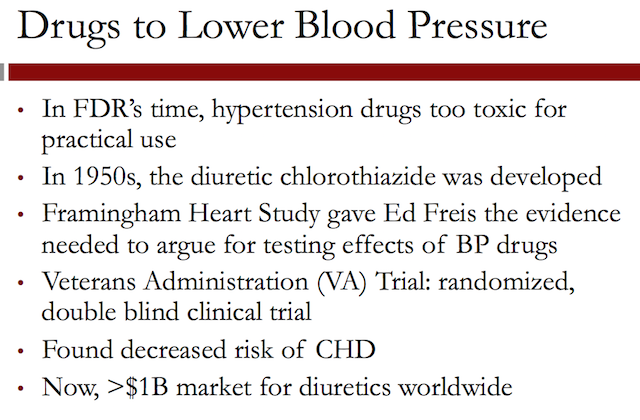 Drugs to Lower Blood Pressure
• In FDR's time, hypertension drugs too toxic for
practical use
• In 1950s, the diuretic chlorothiazide was developed
• Framingham Heart Study gave Ed Freis the evidence
needed to argue for testing effects of BP drugs
• Veterans Administration (VA) Trial: randomized,
double blind clinical trial
• Found decreased risk of CHD
• Now, >$1B market for diuretics worldwide